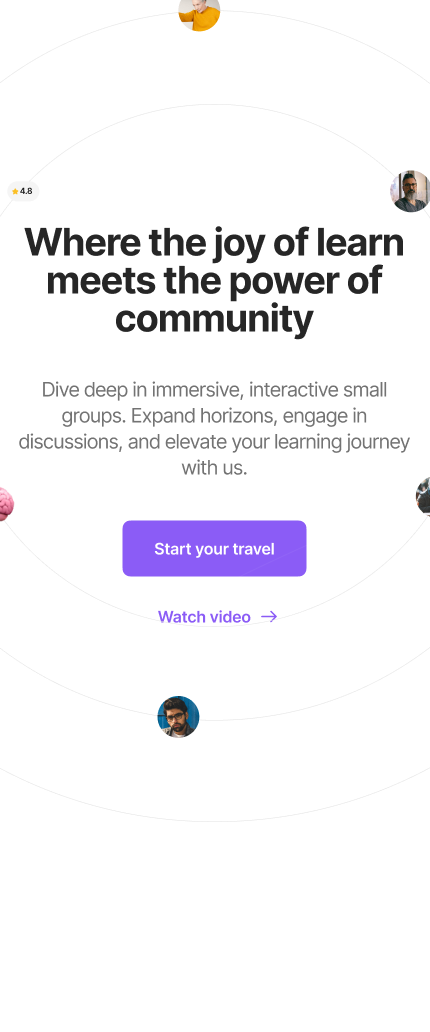 4.8
Where the joy of learn
meets the power of
community
Dive deep in immersive, interactive small
groups. Expand horizons, engage in
discussions, and elevate your learning journey
with us.
Start your travel
Watch video